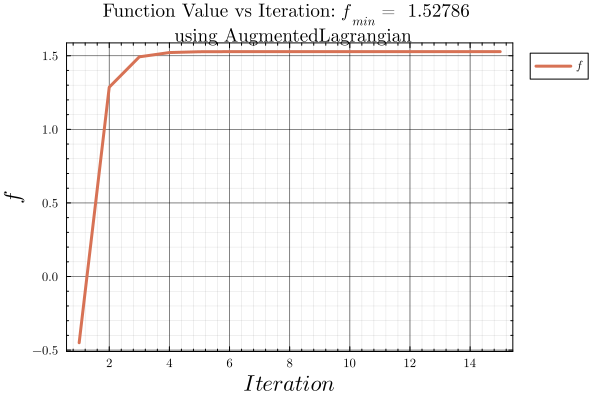 Function Value vs Iteration: f_min = 1.52786
using AugmentedLagrangian
f
1.5
1.0
0.5
0.0
−0.5
f
2 4 6 8 10 12 14
Iteration